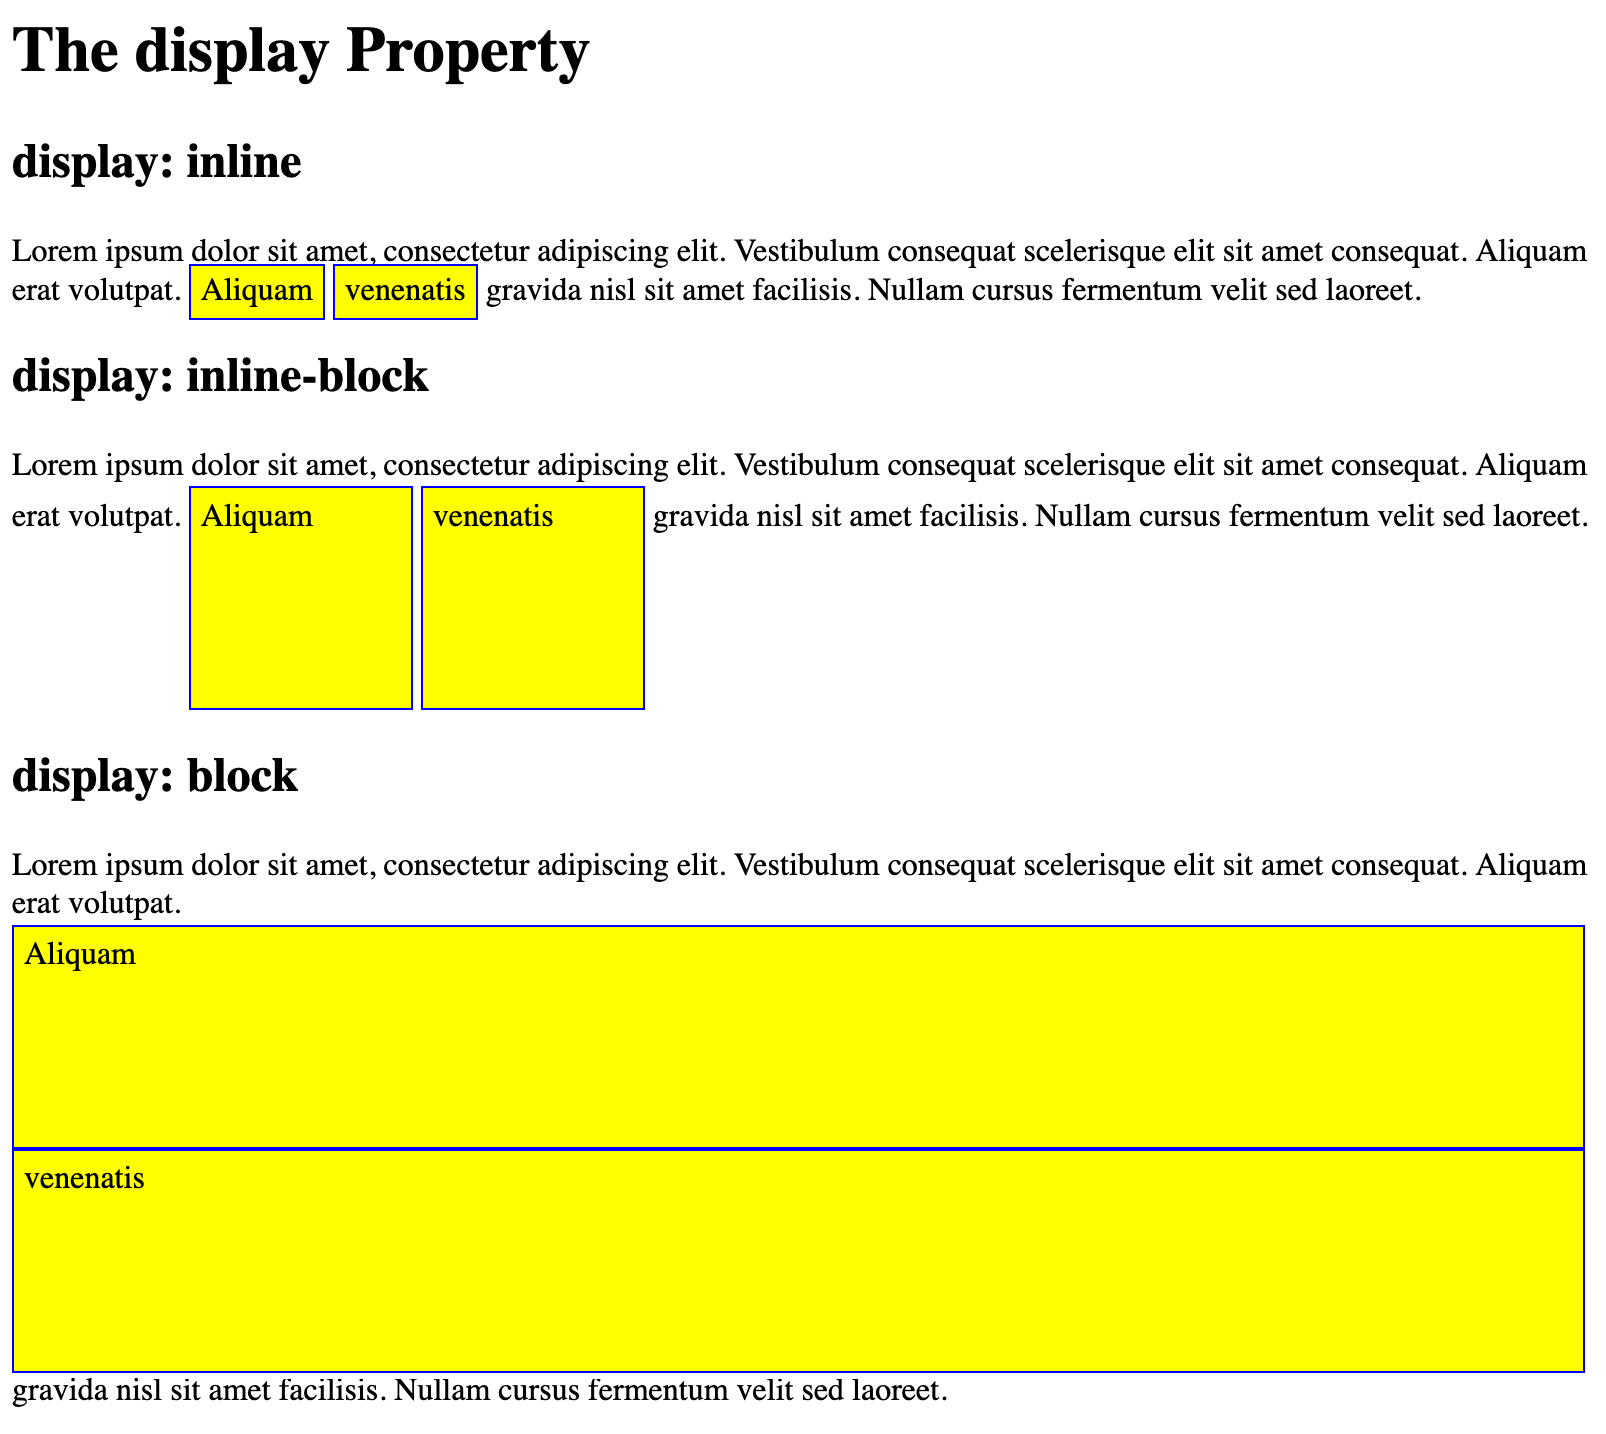 The display Property
display: inline
Lorem ipsum dolor sit amet, consectetur adipiscing elit. Vestibulum consequat scelerisque elit sit amet consequat. Aliquam
erat volutpat. Aliquam venenatis gravida nisl sit amet facilisis. Nullam cursus fermentum velit sed laoreet.
display: inline-block
Lorem ipsum dolor sit amet, consectetur adipiscing elit. Vestibulum consequat scelerisque elit sit amet consequat. Aliquam
erat volutpat. Aliquam venenatis gravida nisl sit amet facilisis. Nullam cursus fermentum velit sed laoreet.
display: block
Lorem ipsum dolor sit amet, consectetur adipiscing elit. Vestibulum consequat scelerisque elit sit amet consequat. Aliquam
erat volutpat.
Aliquam
venenatis
gravida nisl sit amet facilisis. Nullam cursus fermentum velit sed laoreet.